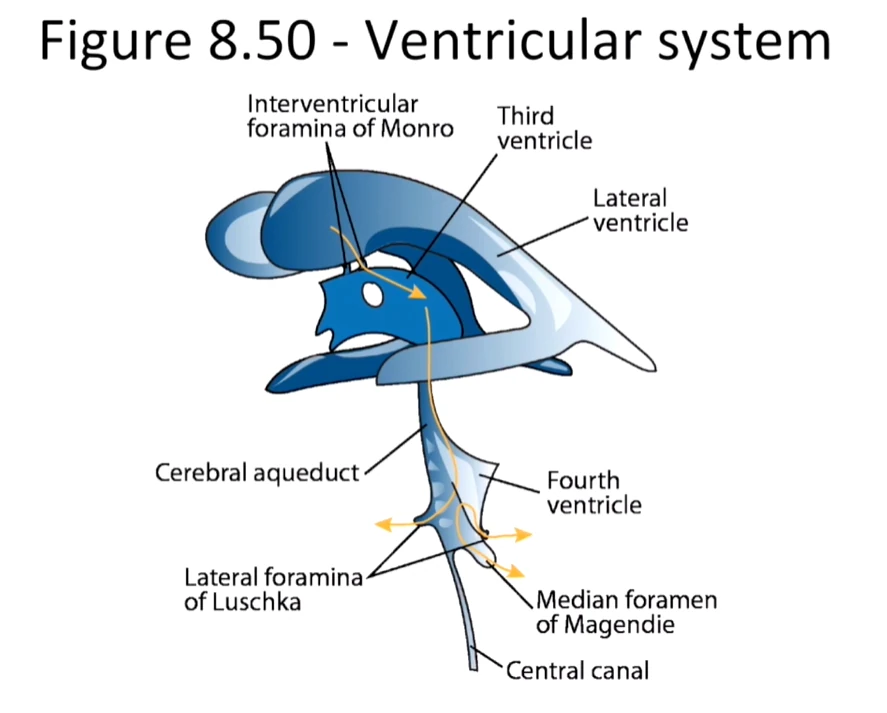 Figure 8.50 - Ventricular system
Interventricular
foramina of Monro
Third
ventricle
Lateral
ventricle
Cerebral aqueduct
Fourth
ventricle
Lateral foramina
of Luschka
Median foramen
of Magendie
Central canal